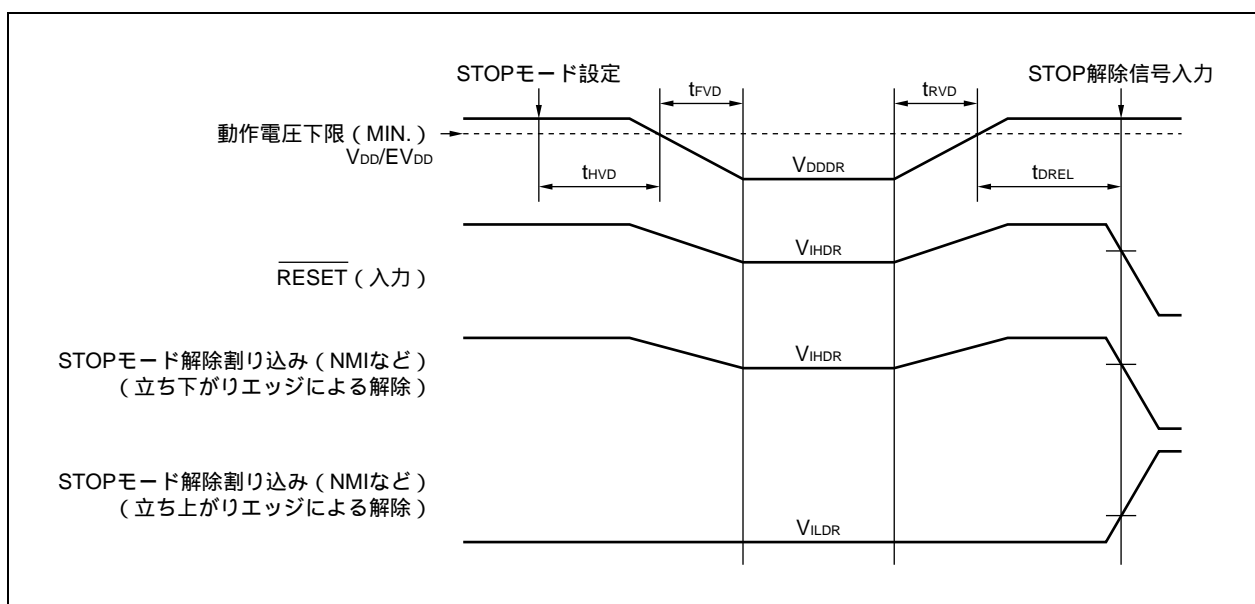 STOPモード設定
STOP解除信号入力
tFVD
tRVD
動作電圧下限（MIN.）
VDD/EVDD
VDDDR
tHVD
tDREL
VIHDR
RESET（入力）
STOPモード解除割り込み（NMIなど）
（立ち下がりエッジによる解除）
VIHDR
STOPモード解除割り込み（NMIなど）
（立ち上がりエッジによる解除）
VILDR